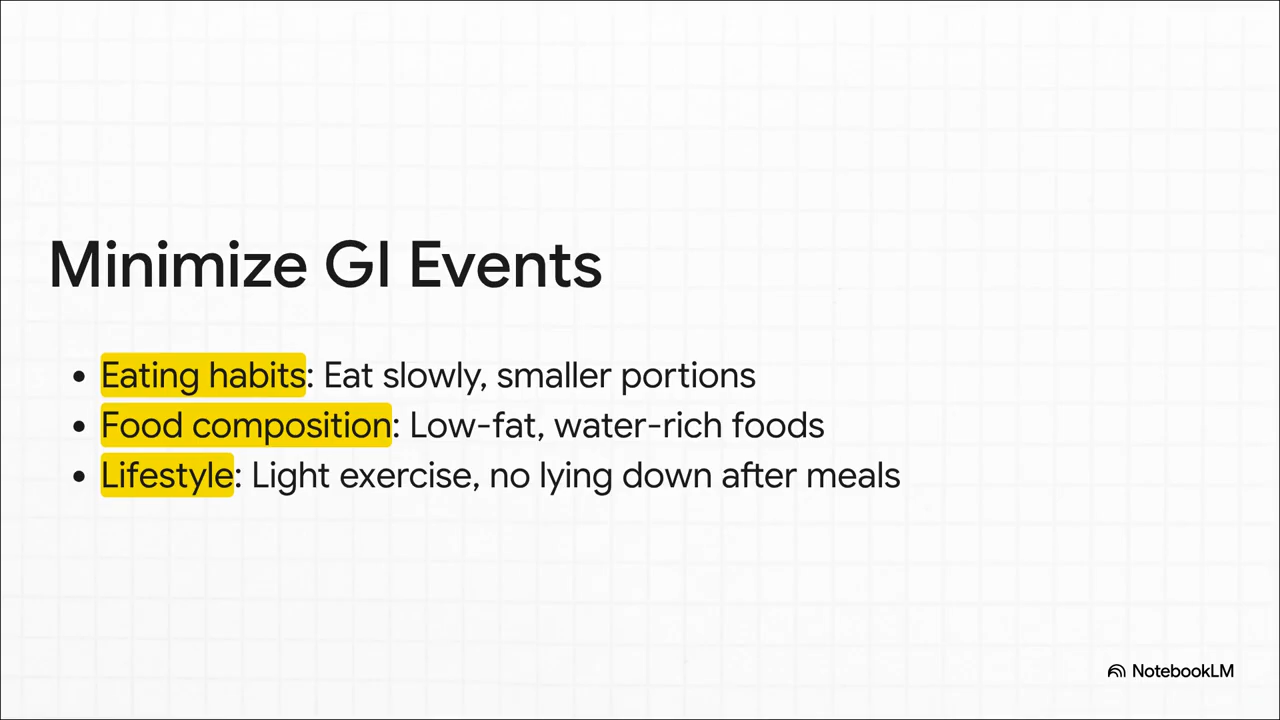 Minimize GI Events
• Eating habits: Eat slowly, smaller portions
• Food composition: Low-fat, water-rich foods
• Lifestyle: Light exercise, no lying down after meals
NotebookLM